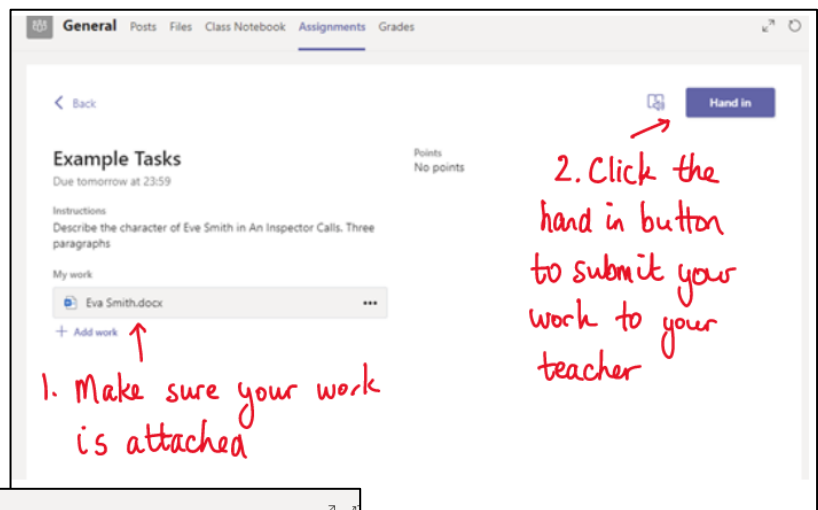 General Posts Files Class Notebook Assignments Grades
Back
Hand in
Example Tasks
Due tomorrow at 23:59
Points
No points
Instructions
Describe the character of Eve Smith in An Inspector Calls. Three
paragraphs
My work
Eva Smith.docx
+ Add work
1. Make sure your work
is attached
2. Click the
hand in button
to submit your
work to your
teacher